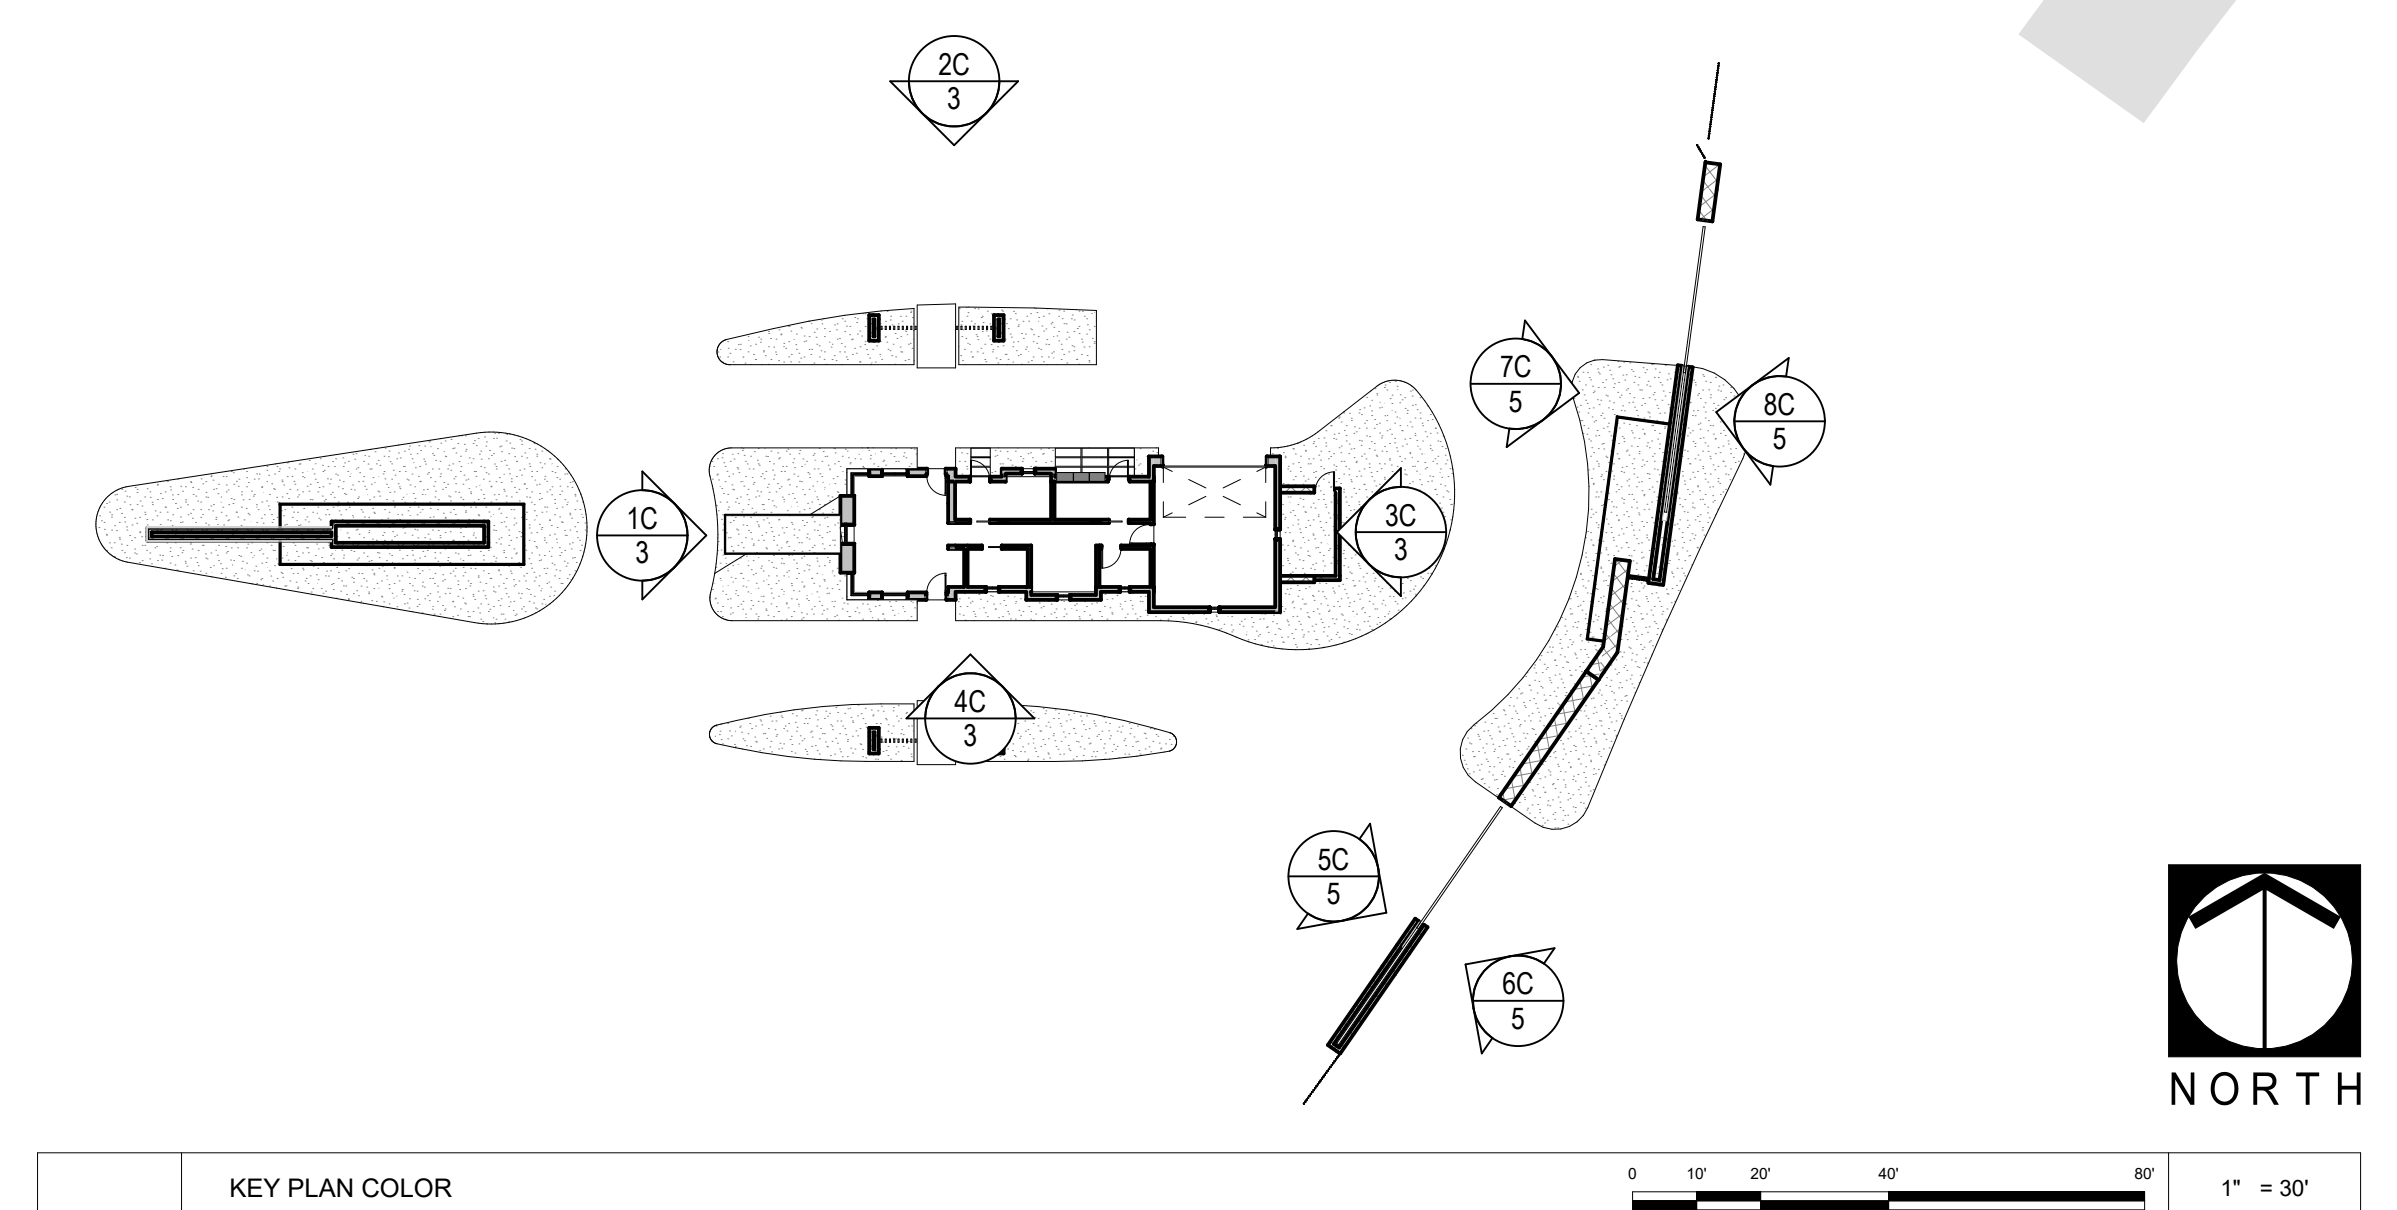 2C
3
7C
5
8C
5
1C
3
3C
3
4C
3
5C
5
6C
5
NORTH
KEY PLAN COLOR
0 10' 20' 40' 80'
1" = 30'